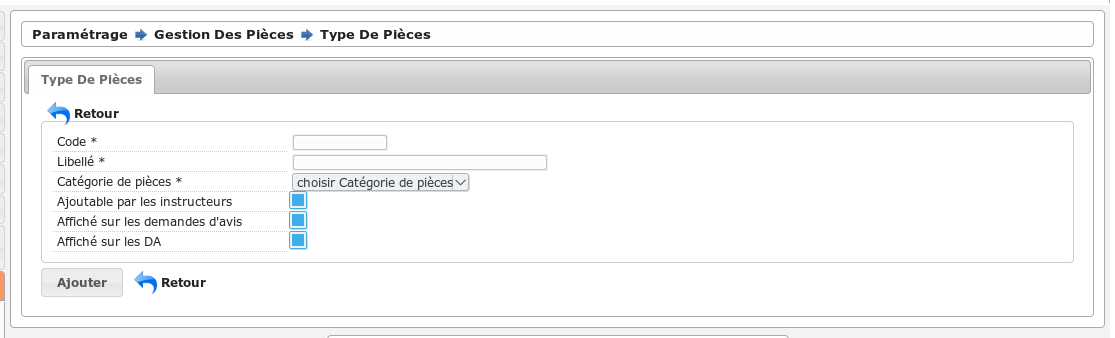 Paramétrage Gestion Des Pièces Type De Pièces
Type De Pièces
Retour
Code *
Libellé *
Catégorie de pièces * choisir Catégorie de pièces
Ajoutable par les instructeurs
Affiché sur les demandes d'avis
Affiché sur les DA
Ajouter Retour